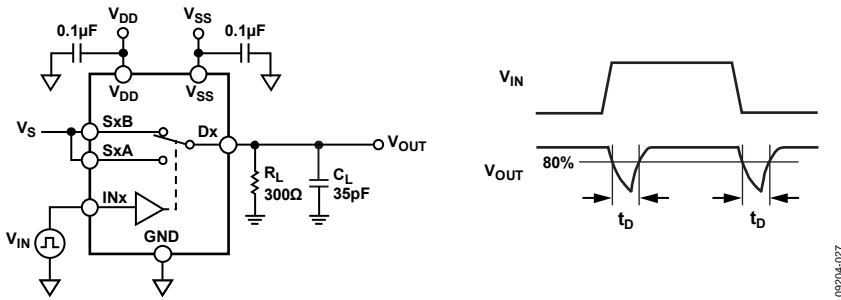 VDD
VSS
0.1µF
0.1µF
VDD
VSS
VS
SxB
SxA
Dx
VOUT
RL
300Ω
CL
35pF
INx
VIN
GND
VIN
VOUT
80%
tD
tD
09204-027